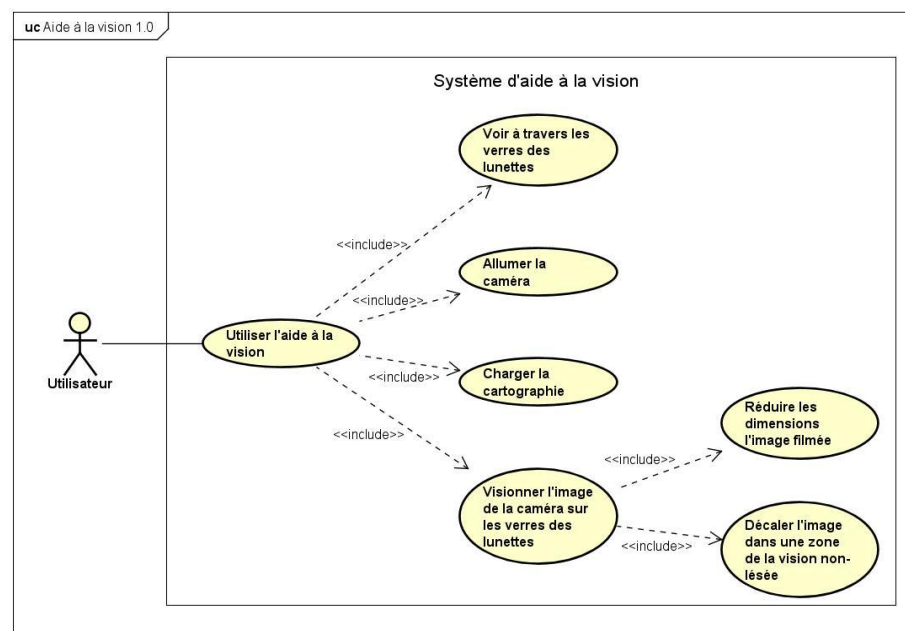 uc Aide à la vision 1.0
Système d'aide à la vision
Voir à travers les
verres des
lunettes
<<include>>
Allumer la
caméra
<<include>>
Utiliser l'aide à la
vision
Utilisateur
<<include>>
Charger la
cartographie
<<include>>
Réduire les
dimensions
l'image filmée
<<include>>
Visionner l'image
de la caméra sur
les verres des
lunettes
<<include>>
Décaler l'image
dans une zone
de la vision non-
lésée